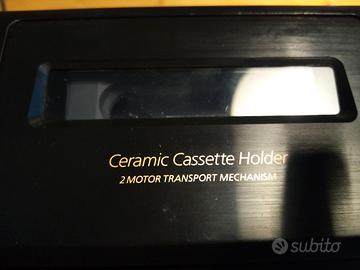 Ceramic Cassette Holder
2 MOTOR TRANSPORT MECHANISM
subito